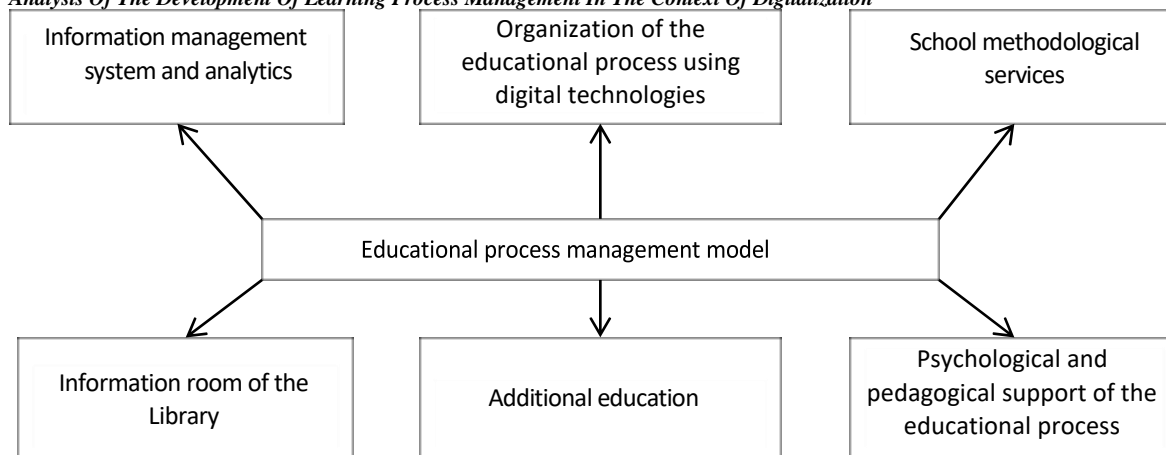 Analysis Of The Development Of Learning Process Management In The Context Of Digitalization
Information management
system and analytics
Organization of the
educational process using
digital technologies
School methodological
services
Educational process management model
Information room of the
Library
Additional education
Psychological and
pedagogical support of the
educational process